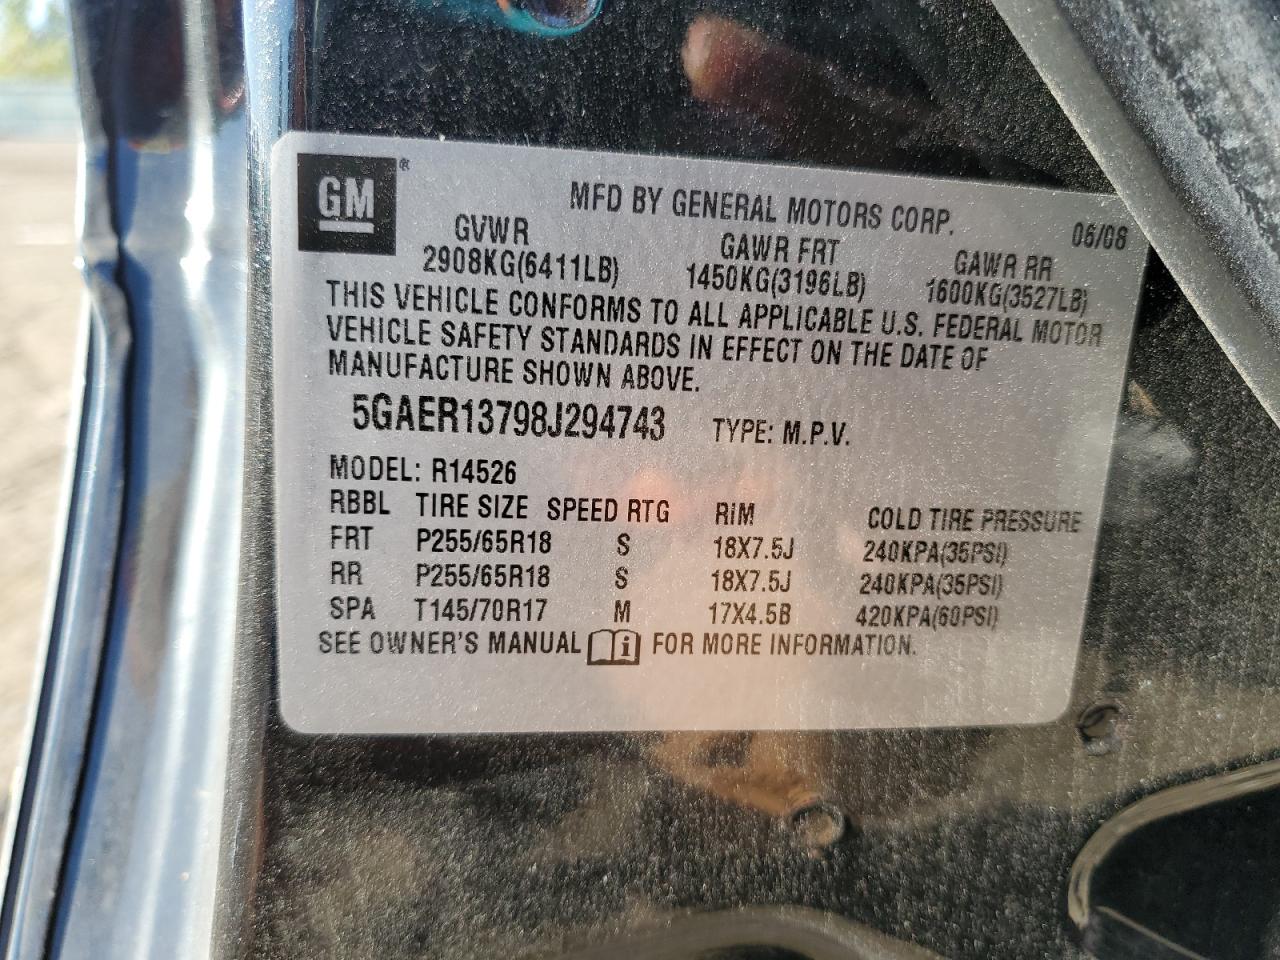 GM ®
MFD BY GENERAL MOTORS CORP. 06/08
GVWR GAWR FRT GAWR RR
2908KG(6411LB) 1450KG(3196LB) 1600KG(3527LB)
THIS VEHICLE CONFORMS TO ALL APPLICABLE U.S. FEDERAL MOTOR
VEHICLE SAFETY STANDARDS IN EFFECT ON THE DATE OF
MANUFACTURE SHOWN ABOVE.
5GAER13798J294743 TYPE: M.P.V.
MODEL: R14526
RBBL TIRE SIZE SPEED RTG RIM COLD TIRE PRESSURE
FRT P255/65R18 S 18X7.5J 240KPA(35PSI)
RR P255/65R18 S 18X7.5J 240KPA(35PSI)
SPA T145/70R17 M 17X4.5B 420KPA(60PSI)
SEE OWNER'S MANUAL i FOR MORE INFORMATION.